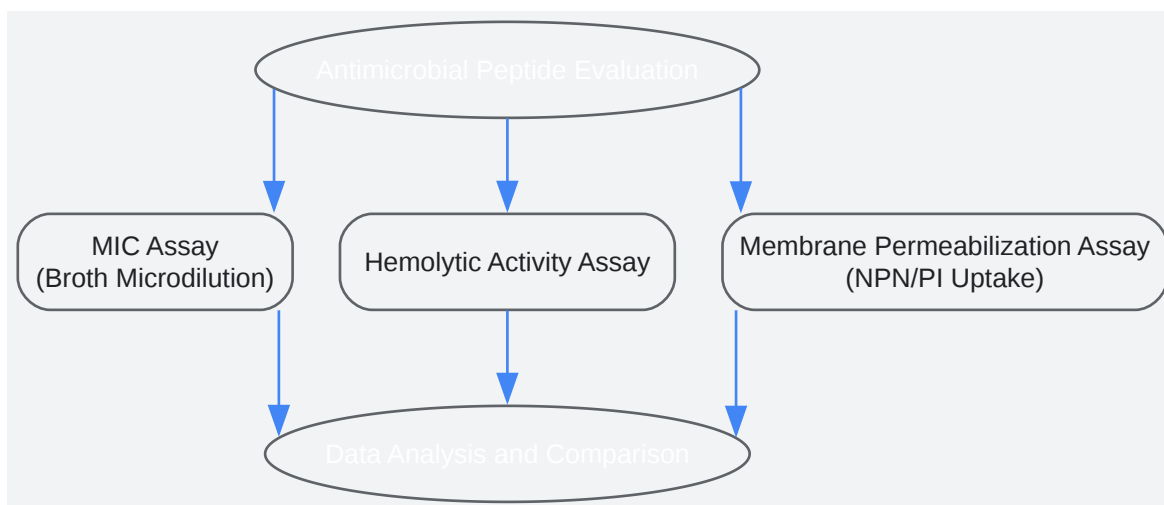 Antimicrobial Peptide Evaluation
MIC Assay
(Broth Microdilution)
Hemolytic Activity Assay
Membrane Permeabilization Assay
(NPN/PI Uptake)
Data Analysis and Comparison